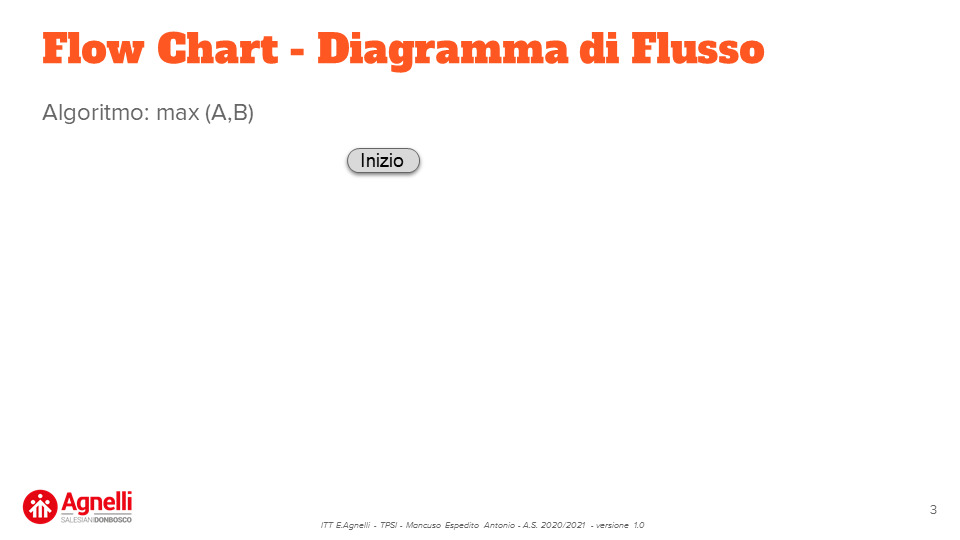 Flow Chart - Diagramma di Flusso
Algoritmo: max (A,B)
Inizio
Agnelli
SALESIANIDONBOSCO
ITT E.Agnelli - TPSI - Mancuso Espedito Antonio - A.S. 2020/2021 - versione 1.0
3